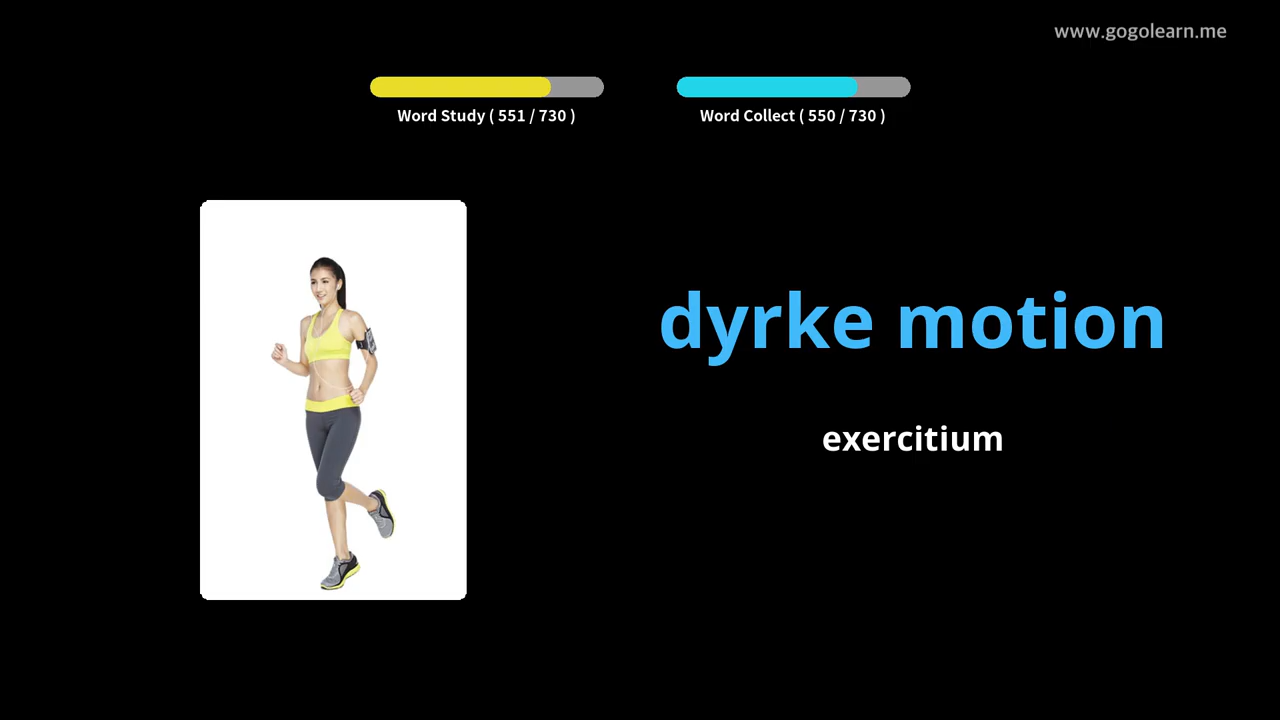 www.gogolearn.me
Word Study ( 551 / 730 )
Word Collect ( 550 / 730 )
dyrke motion
exercitium